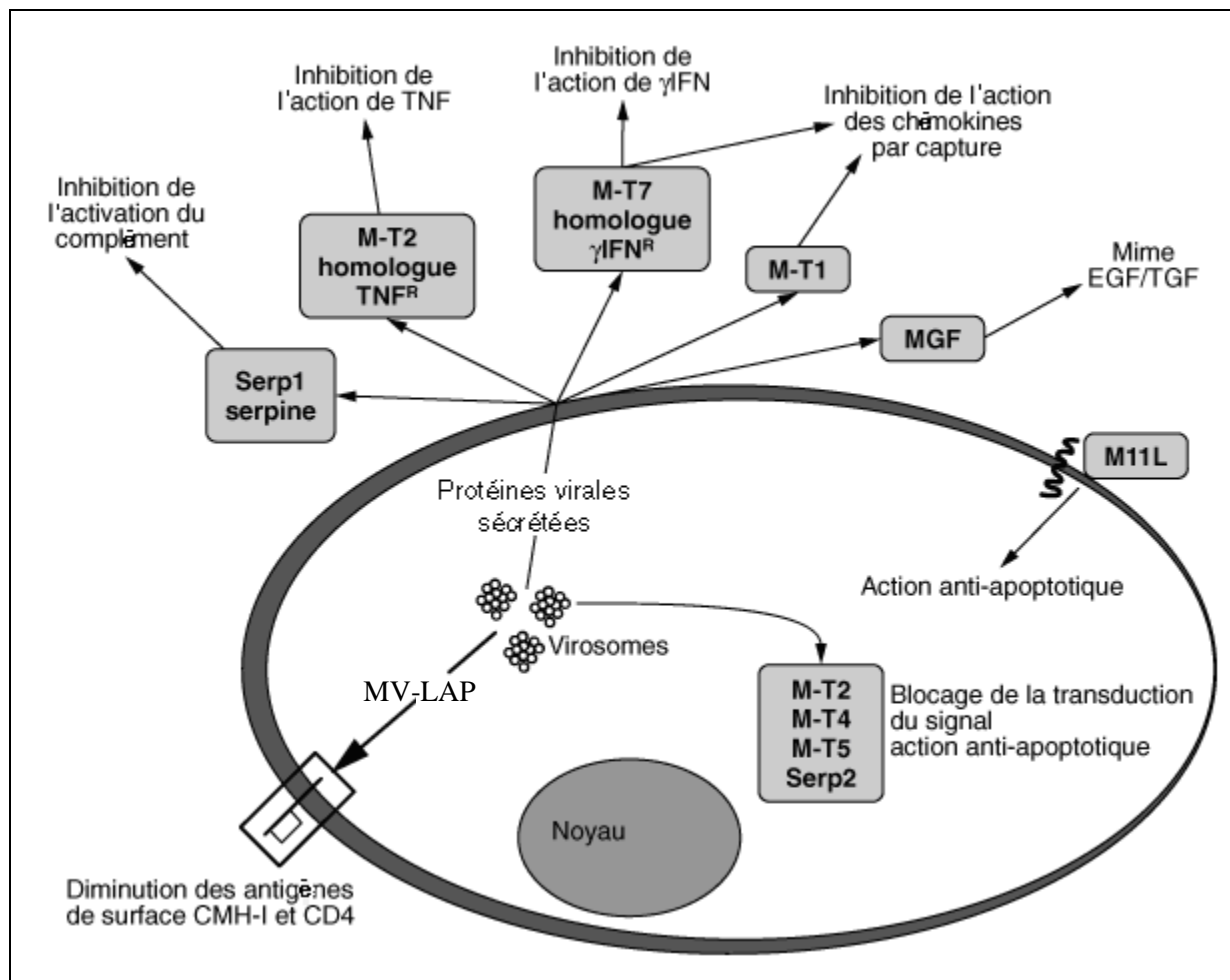 Inhibition de
l'action de TNF
Inhibition de
l'action de γIFN
Inhibition de l'action
des chēmokines
par capture
Inhibition de
l'activation du
complēment
M-T2
homologue
TNFᴿ
M-T7
homologue
γIFNᴿ
M-T1
Mime
EGF/TGF
MGF
Serp1
serpine
M11L
Protéines virales
sécrétées
Action anti-apoptotique
Virosomes
MV-LAP
M-T2
M-T4
M-T5
Serp2
Blocage de la transduction
du signal
action anti-apoptotique
Noyau
Diminution des antigēnes
de surface CMH-I et CD4